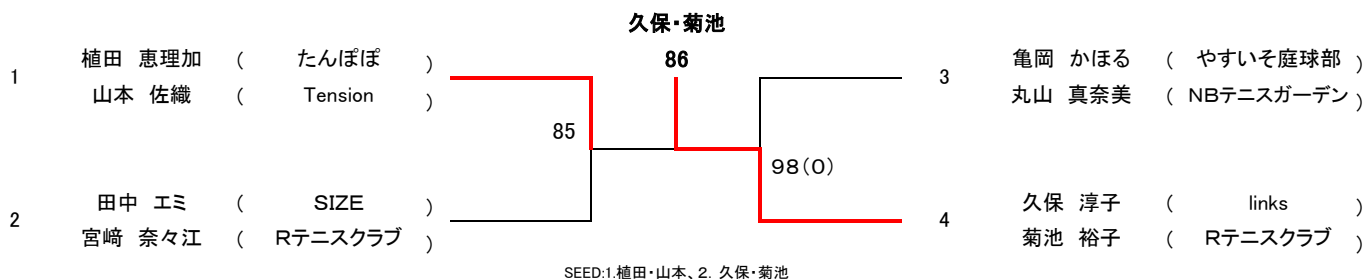 久保・菊池
86
1 植田 恵理加 ( たんぽぽ )
山本 佐織 ( Tension )
85
2 田中 エミ ( SIZE )
宮﨑 奈々江 ( Rテニスクラブ )
3 亀岡 かほる ( やすいそ庭球部 )
丸山 真奈美 ( NBテニスガーデン )
98(0)
4 久保 淳子 ( links )
菊池 裕子 ( Rテニスクラブ )
SEED:1.植田・山本、2. 久保・菊池